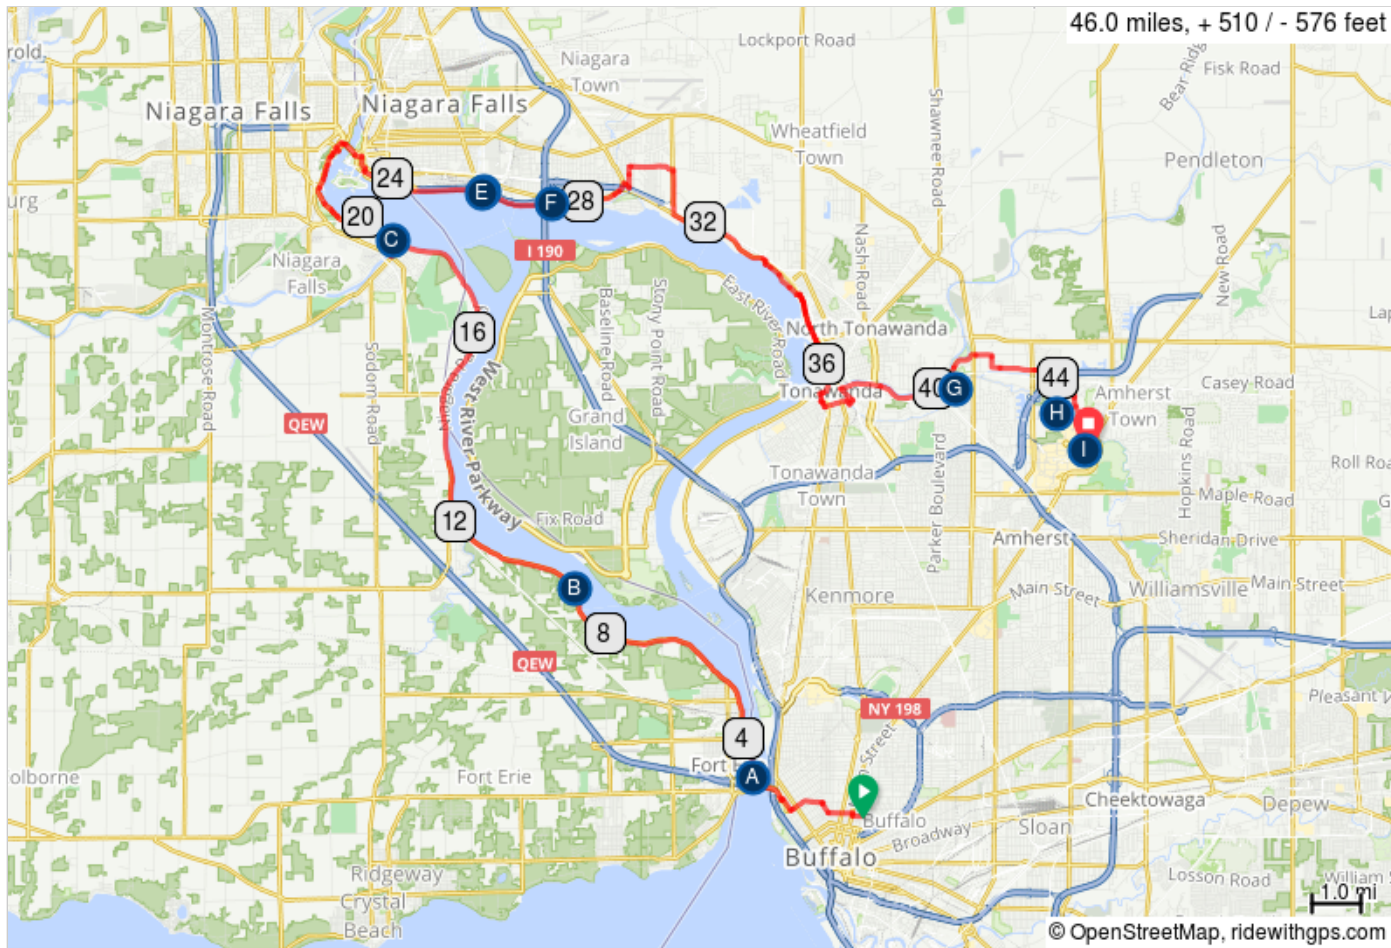 46.0 miles, + 510 / - 576 feet
Lockport Road
Niagara
Town
Fisk Road
Niagara Falls
Niagara Falls
Shawnee Road
Wheatfield
Town
Pendleton
24
E
F
28
20
32
C
I 190
Niagara
Falls
Nash Road
New Road
Baseline Road
Stony Point Road
East River
Road
Montrose Road
16
North Tonawanda
Sodom Road
West River Parkway
36
40
G
44
Tonawanda
Amherst
Town
Casey Road
H
QEW
Grand
Island
I
Tonawanda
Town
Parker Boulevard
Hopkins Road
Maple Road
12
Fix Road
Amherst
Sheridan Drive
B
Kenmore
Main Street
Williamsville
Main Street
8
QEW
NY 198
4
A
Fort Erie
Buffalo
Broadway
Cheektowaga
Sloan
Depew
Buffalo
Ridgeway
Crystal
Beach
Losson Road
1.0 mi
© OpenStreetMap, ridewithgps.com